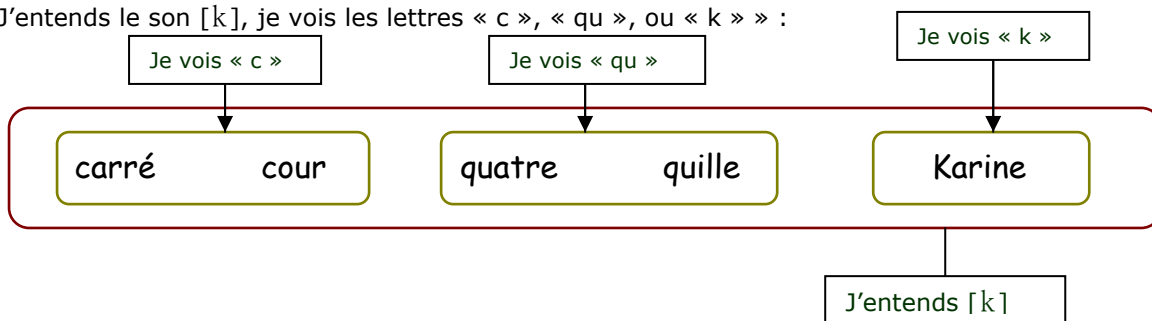 J'entends le son [k], je vois les lettres « c », « qu », ou « k » » :
Je vois « c »
Je vois « qu »
Je vois « k »
carré cour quatre quille Karine
J'entends [k]